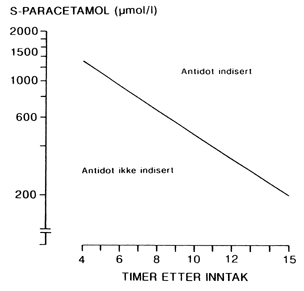 S-PARACETAMOL (µmol/l)
2000
1500
1000
Antidot indisert
600
Antidot ikke indisert
200
4 6 8 10 12 13 15
TIMER ETTER INNTAK